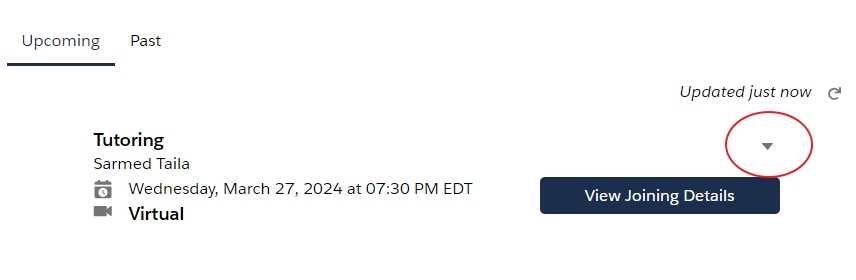 Upcoming Past
Updated just now
Tutoring
Sarmed Taila
Wednesday, March 27, 2024 at 07:30 PM EDT
View Joining Details
Virtual